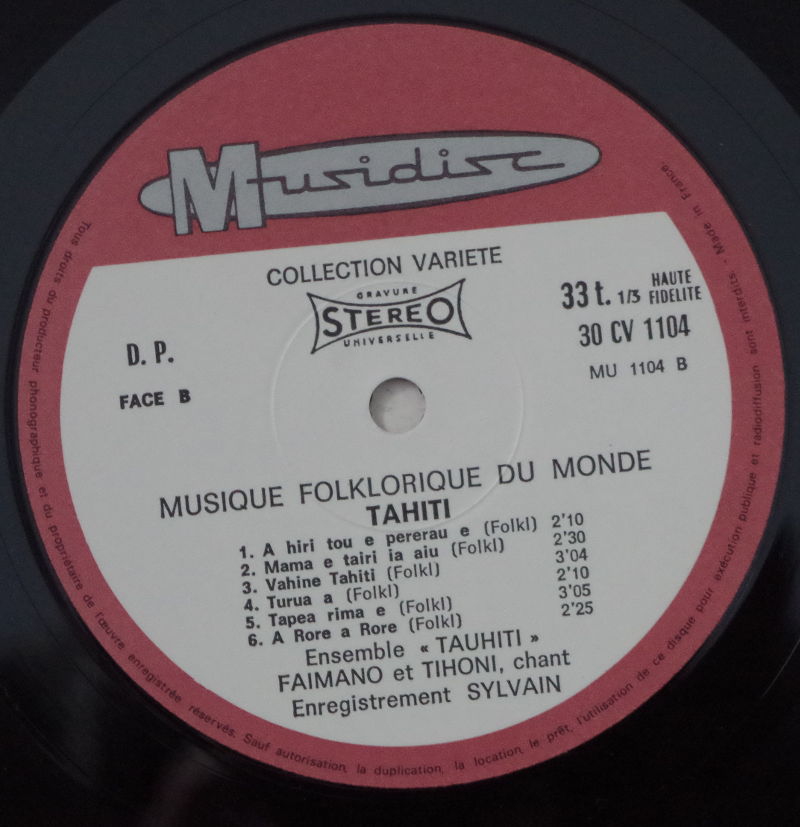 Musidisc
COLLECTION VARIETE
GRAVURE
STEREO
UNIVERSELLE
33 t. 1/3 HAUTE FIDELITE
30 CV 1104
MU 1104 B
D. P.
FACE B
MUSIQUE FOLKLORIQUE DU MONDE
TAHITI
1. A hiri tou e pererau e (Folkl) 2'10
2. Mama e tairi ia aiu (Folkl) 2'30
3. Vahine Tahiti (Folkl) 3'04
4. Turua a (Folkl) 2'10
5. Tapea rima e (Folkl) 3'05
6. A Rore a Rore (Folkl) 2'25
Ensemble « TAUHITI »
FAIMANO et TIHONI, chant
Enregistrement SYLVAIN
Tous droits du producteur phonographique et du propriétaire de l'œuvre enregistrée réservés. Sauf autorisation, la duplication, la location, le prêt, l'utilisation de ce disque pour exécution publique et radiodiffusion sont interdits - Made in France